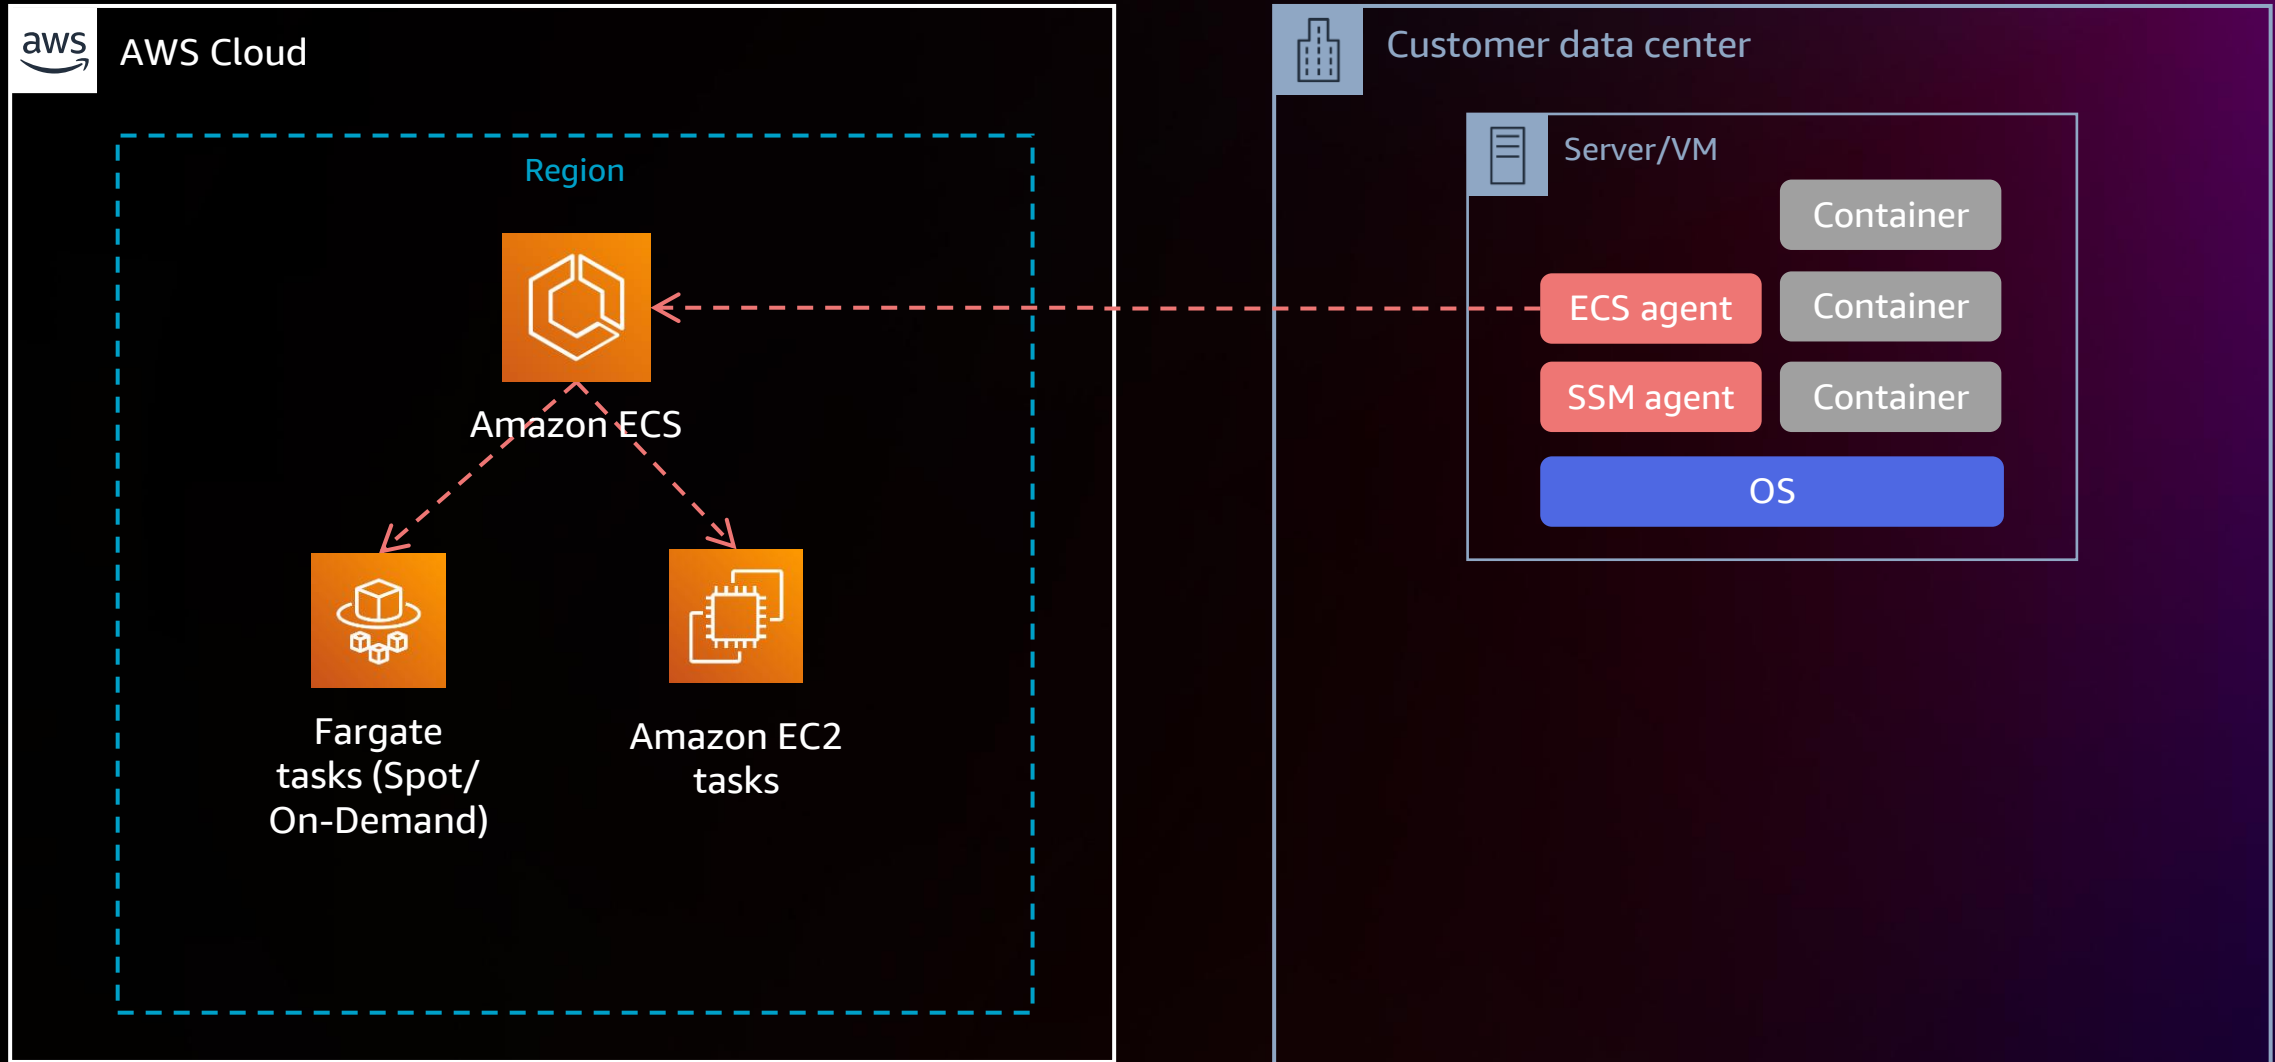 aws
AWS Cloud
Region
Amazon ECS
Fargate
tasks (Spot/
On-Demand)
Amazon EC2
tasks
Customer data center
Server/VM
Container
ECS agent
Container
SSM agent
Container
OS